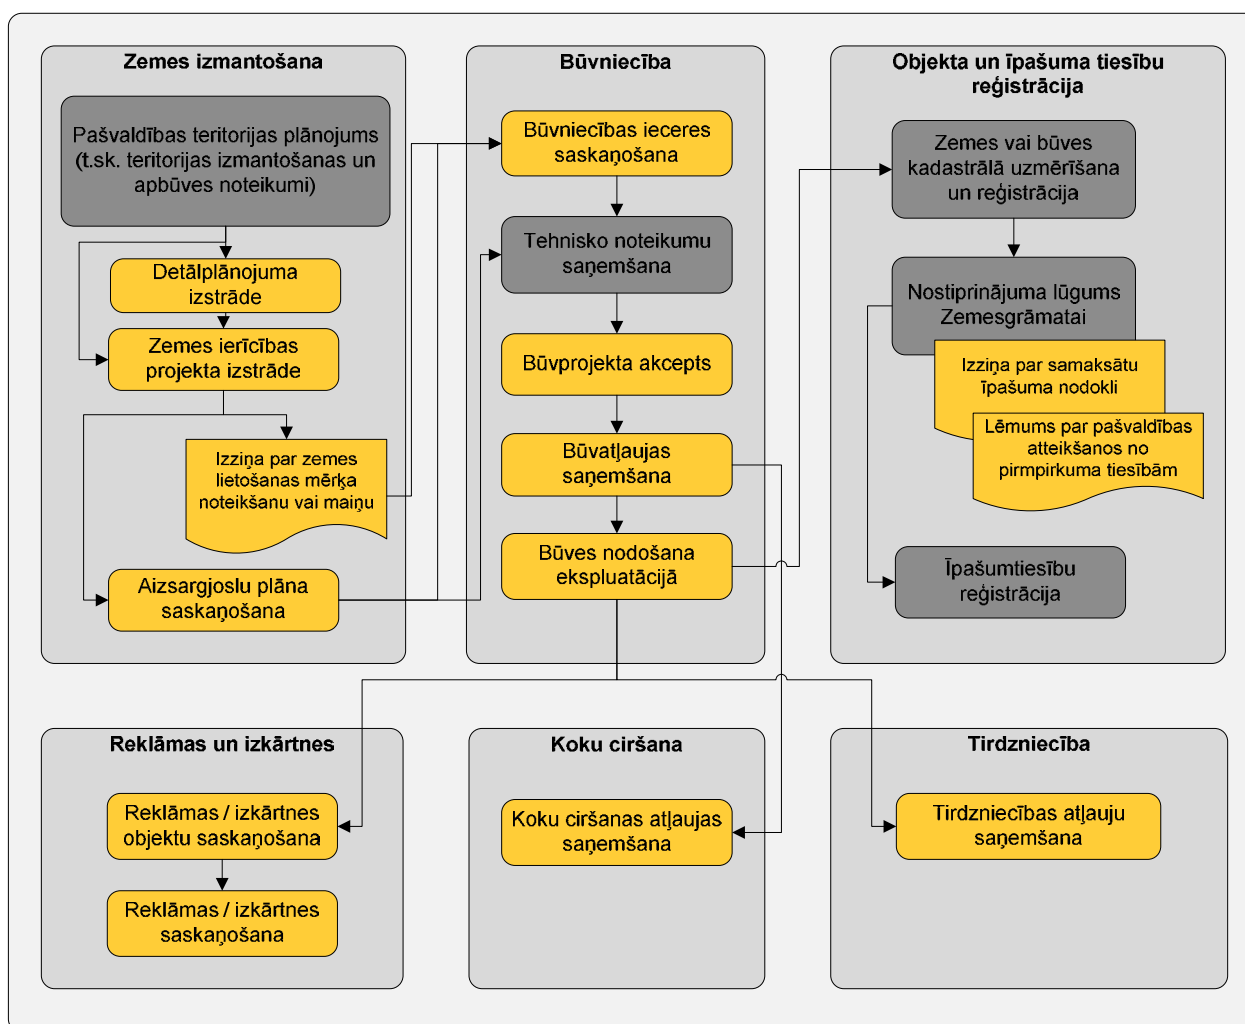 Zemes izmantošana
Pašvaldības teritorijas plānojums
(t.sk. teritorijas izmantošanas un
apbūves noteikumi)
Detālplānojuma
izstrāde
Zemes ierīcības
projekta izstrāde
Izziņa par zemes
lietošanas mērķa
noteikšanu vai maiņu
Aizsargjoslu plāna
saskaņošana
Būvniecība
Būvniecības ieceres
saskaņošana
Tehnisko noteikumu
saņemšana
Būvprojekta akcepts
Būvatļaujas
saņemšana
Būves nodošana
ekspluatācijā
Objekta un īpašuma tiesību
reģistrācija
Zemes vai būves
kadastrālā uzmērīšana
un reģistrācija
Nostiprinājuma lūgums
Zemesgrāmatai
Izziņa par samaksātu
īpašuma nodokli
Lēmums par pašvaldības
atteikšanos no
pirmpirkuma tiesībām
Īpašumtiesību
reģistrācija
Reklāmas un izkārtnes
Reklāmas / izkārtnes
objektu saskaņošana
Reklāmas / izkārtnes
saskaņošana
Koku ciršana
Koku ciršanas atļaujas
saņemšana
Tirdzniecība
Tirdzniecības atļauju
saņemšana